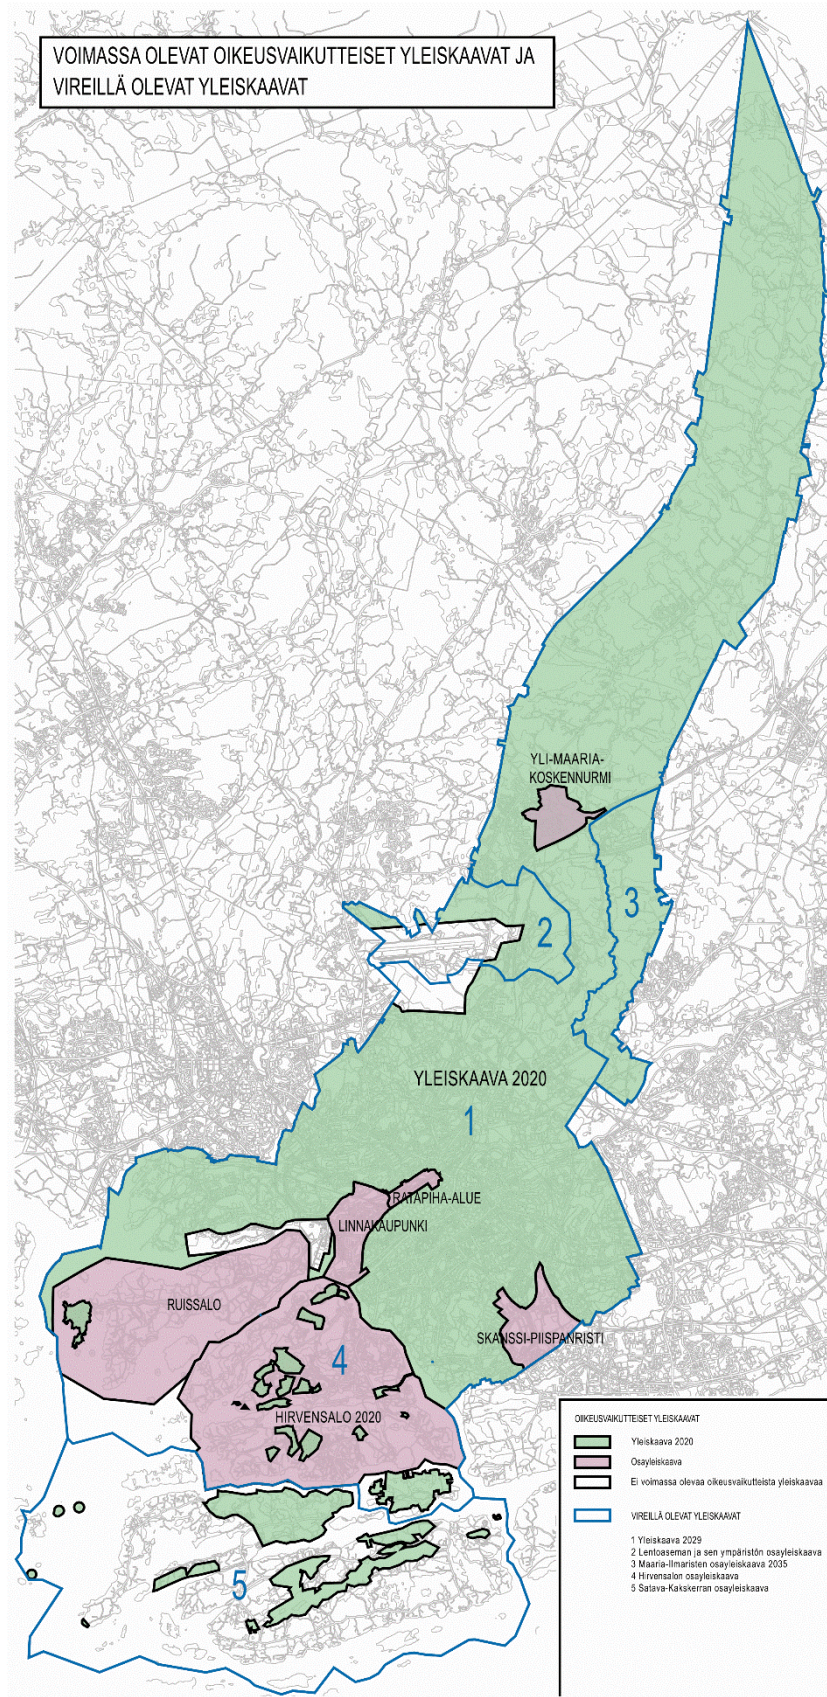 VOIMASSA OLEVAT OIKEUSVAIKUTTEISET YLEISKAAVAT JA
VIREILLÄ OLEVAT YLEISKAAVAT
YLI-MAARIA-
KOSKENNURMI
3
2
YLEISKAAVA 2020
1
RATAPIHA-ALUE
LINNAKAUPUNKI
RUISSALO
SKANSSI-PIISPANRISTI
4
HIRVENSALO 2020
5
OIKEUSVAIKUTTEISET YLEISKAAVAT
Yleiskaava 2020
Osayleiskaava
Ei voimassa olevaa oikeusvaikutteista yleiskaavaa
VIREILLÄ OLEVAT YLEISKAAVAT
1 Yleiskaava 2029
2 Lentoaseman ja sen ympäristön osayleiskaava
3 Maaria-Ilmaristen osayleiskaava 2035
4 Hirvensalon osayleiskaava
5 Satava-Kakskerran osayleiskaava